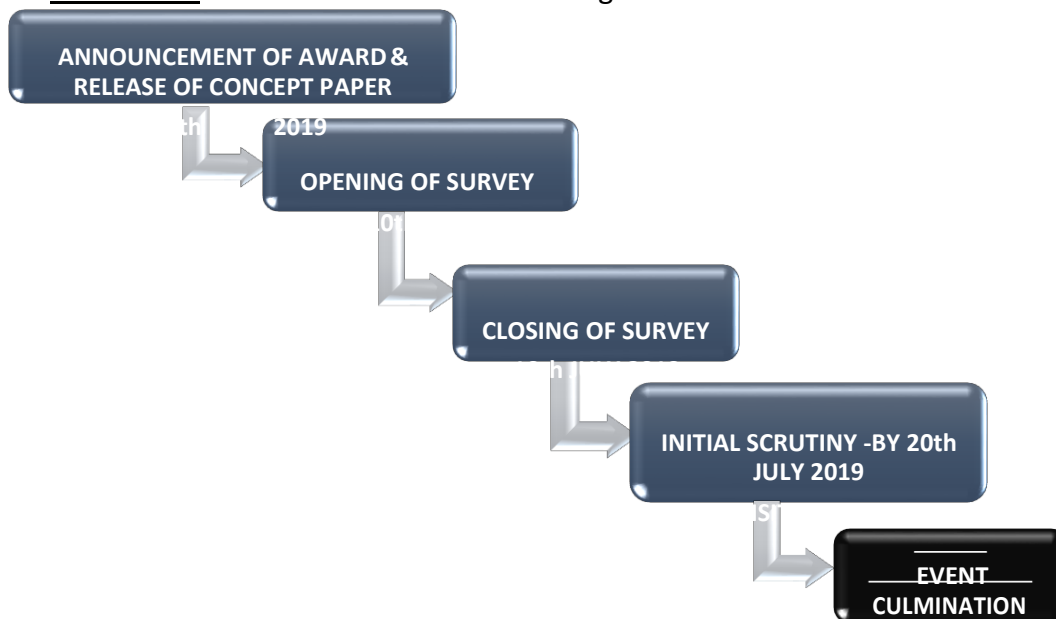 ANNOUNCEMENT OF AWARD &
RELEASE OF CONCEPT PAPER
th 2019
OPENING OF SURVEY
CLOSING OF SURVEY
INITIAL SCRUTINY -BY 20th
JULY 2019
EVENT
CULMINATION